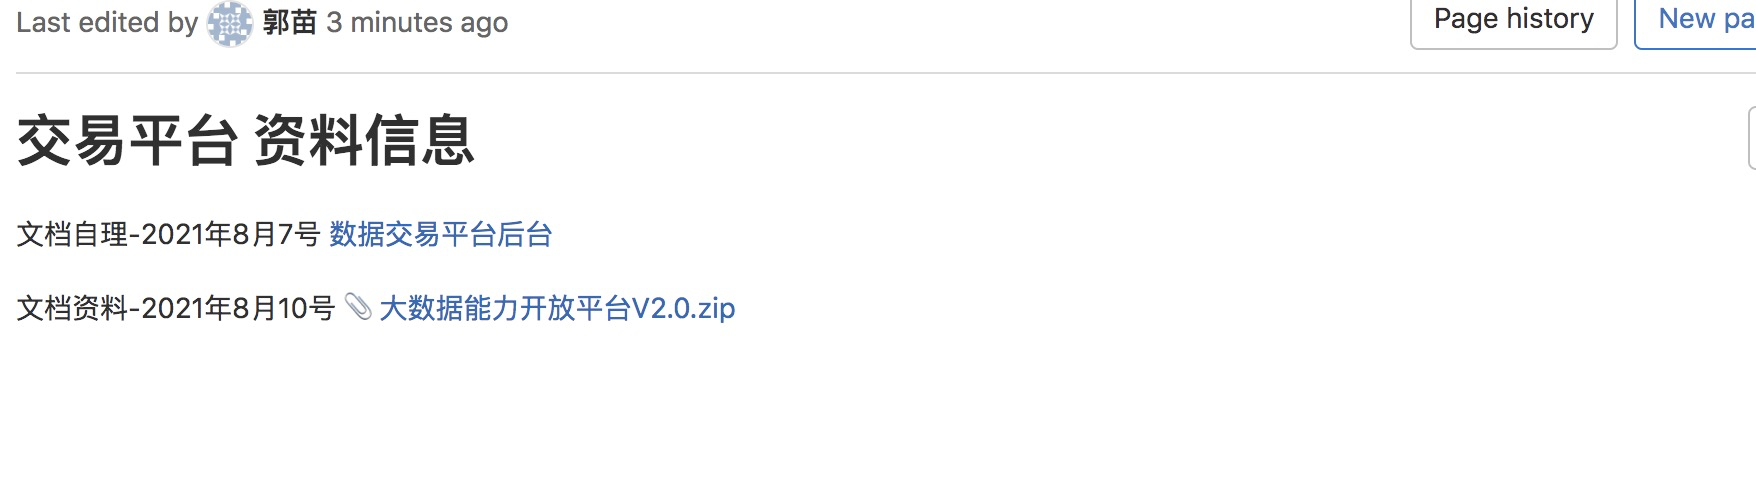 Last edited by 郭苗 3 minutes ago
Page history
New pa
交易平台 资料信息
文档自理-2021年8月7号 数据交易平台后台
文档资料-2021年8月10号 大数据能力开放平台V2.0.zip